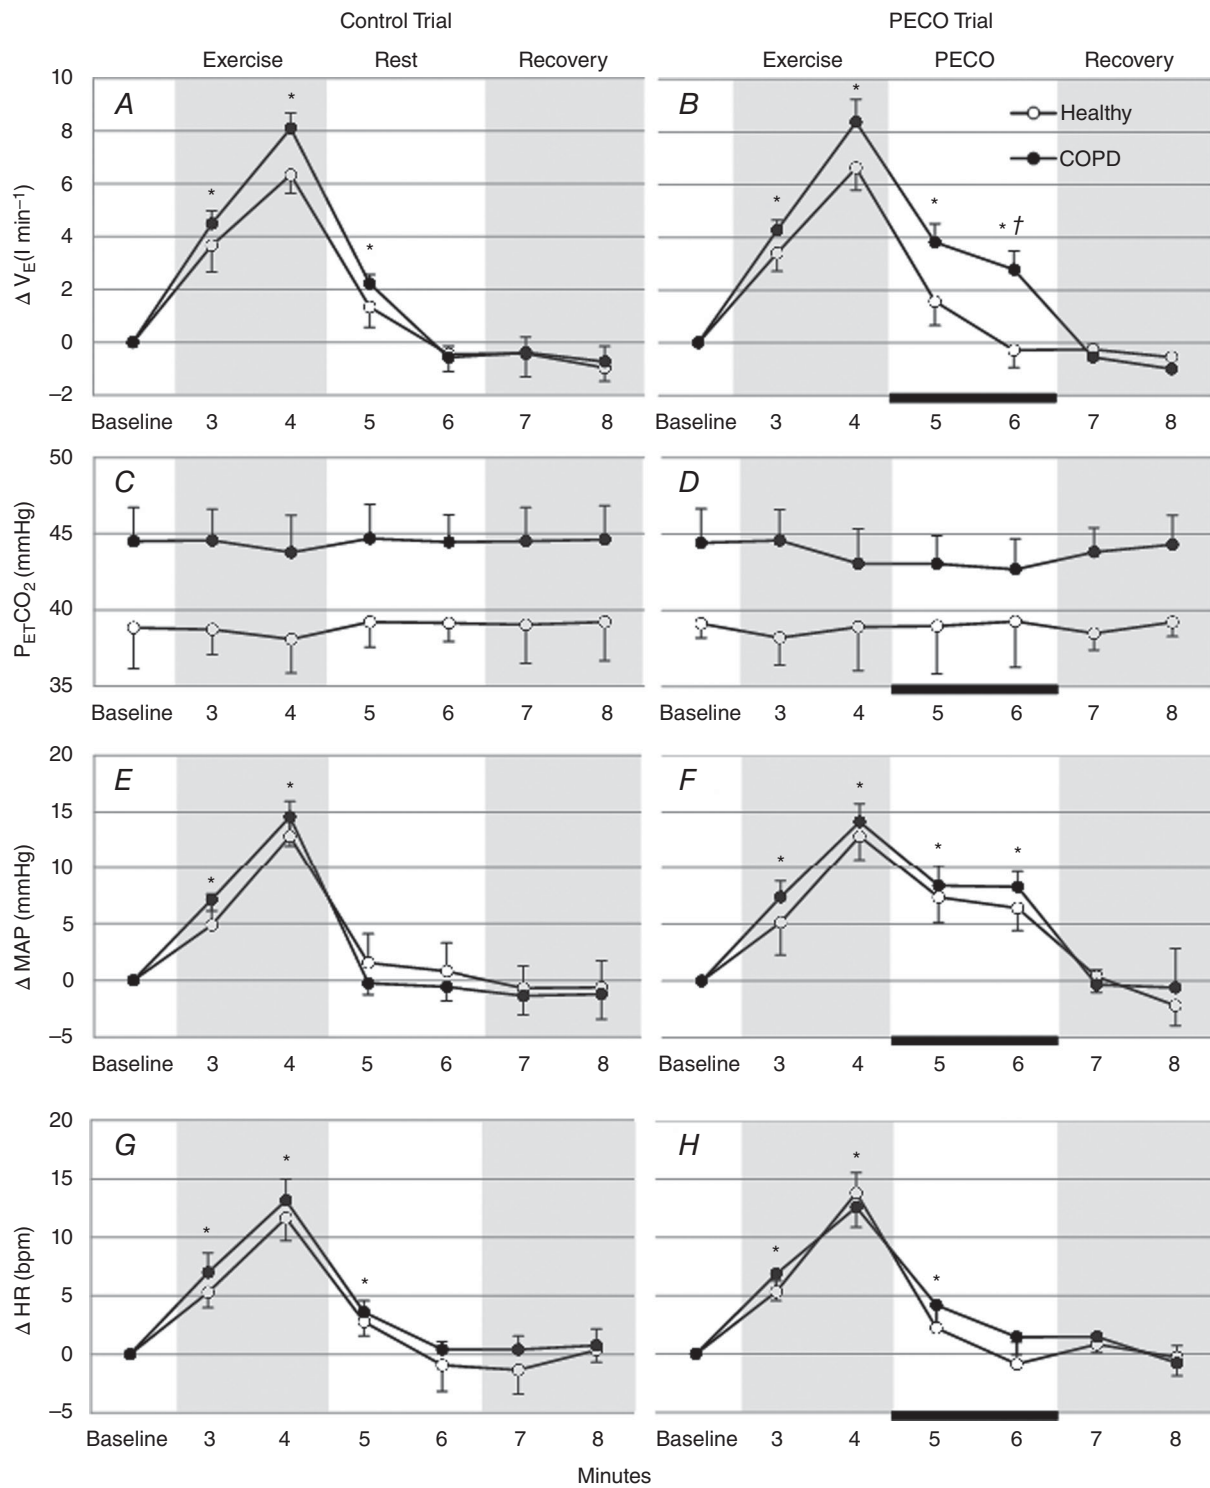 Control Trial PECO Trial
Exercise Rest Recovery Exercise PECO Recovery
A
B
Healthy
COPD
Δ V_E(l min⁻¹)
10
8
6
4
2
0
–2
* * *
* * * * †
Baseline 3 4 5 6 7 8 Baseline 3 4 5 6 7 8
C
D
P_ETCO₂ (mmHg)
50
45
40
35
Baseline 3 4 5 6 7 8 Baseline 3 4 5 6 7 8
E
F
Δ MAP (mmHg)
20
15
10
5
0
–5
* *
* * * *
Baseline 3 4 5 6 7 8 Baseline 3 4 5 6 7 8
G
H
Δ HR (bpm)
20
15
10
5
0
–5
* * *
* * *
Baseline 3 4 5 6 7 8 Baseline 3 4 5 6 7 8
Minutes